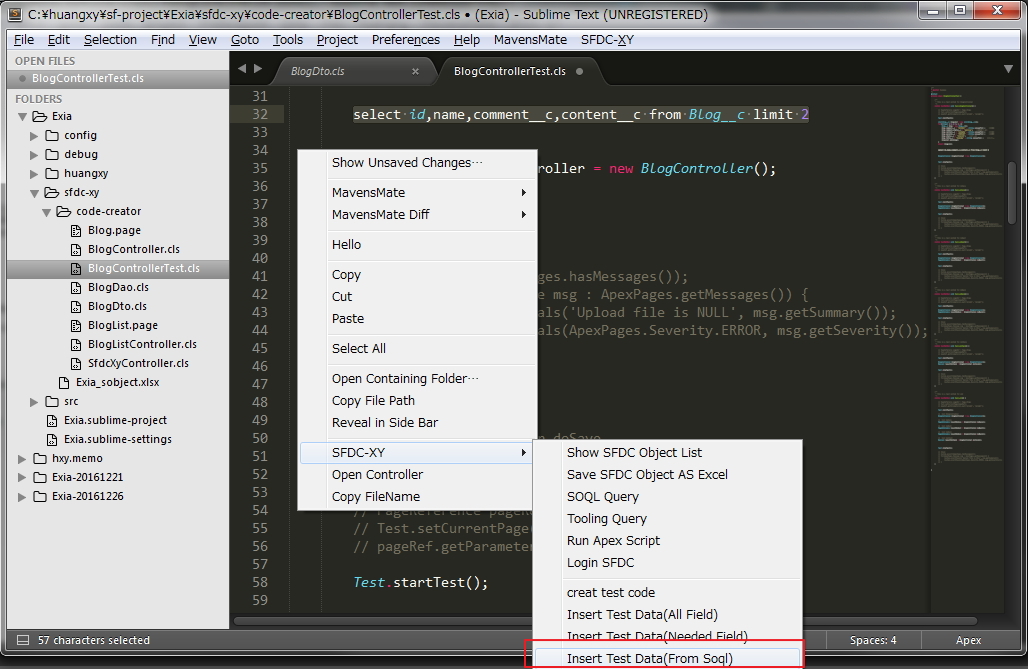 C:¥huangxy¥sf-project¥Exia¥sfdc-xy¥code-creator¥BlogControllerTest.cls • (Exia) - Sublime Text (UNREGISTERED)
File Edit Selection Find View Goto Tools Project Preferences Help MavensMate SFDC-XY
OPEN FILES
BlogControllerTest.cls
FOLDERS
Exia
config
debug
huangxy
sfdc-xy
code-creator
Blog.page
BlogController.cls
BlogControllerTest.cls
BlogDao.cls
BlogDto.cls
BlogList.page
BlogListController.cls
SfdcXyController.cls
Exia_sobject.xlsx
src
Exia.sublime-project
Exia.sublime-settings
hxy.memo
Exia-20161221
Exia-20161226
BlogDto.cls
BlogControllerTest.cls
31
32 select id,name,comment__c,content__c from Blog__c limit 2
33
34
35 roller = new BlogController();
36
37
38
39
40
41 ges.hasMessages());
42 e msg : ApexPages.getMessages()) {
43 als('Upload file is NULL', msg.getSummary());
44 als(ApexPages.Severity.ERROR, msg.getSeverity());
45
46
47
48
49
50 doSave
51
52
53
54 // PageReference pageR
55 // Test.setCurrentPage(
56 // pageRef.getParameter
57
58 Test.startTest();
59
Show Unsaved Changes…
MavensMate
MavensMate Diff
Hello
Copy
Cut
Paste
Select All
Open Containing Folder…
Copy File Path
Reveal in Side Bar
SFDC-XY
Open Controller
Copy FileName
Show SFDC Object List
Save SFDC Object AS Excel
SOQL Query
Tooling Query
Run Apex Script
Login SFDC
creat test code
Insert Test Data(All Field)
Insert Test Data(Needed Field)
Insert Test Data(From Soql)
57 characters selected
Spaces: 4
Apex